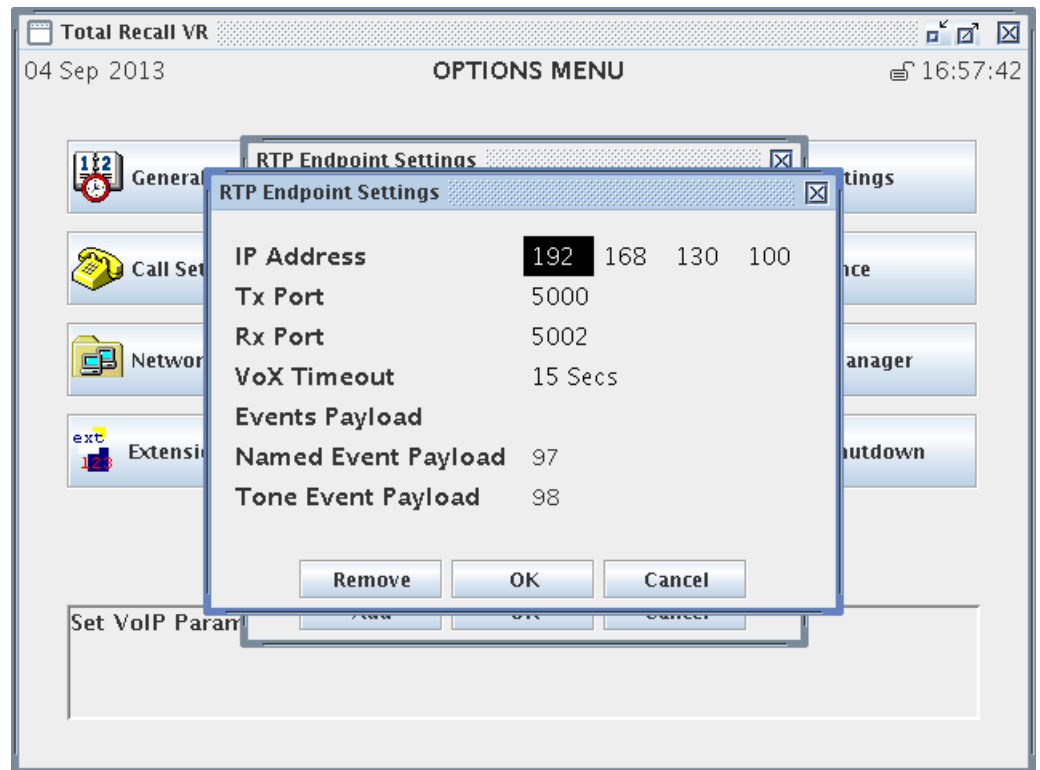 Total Recall VR
04 Sep 2013 OPTIONS MENU 16:57:42
RTP Endpoint Settings
General tings
RTP Endpoint Settings
Call Set nce
IP Address 192 168 130 100
Tx Port 5000
Rx Port 5002
Networ anager
VoX Timeout 15 Secs
Events Payload
ext 123 Extensi utdown
Named Event Payload 97
Tone Event Payload 98
Remove OK Cancel
Set VoIP Param